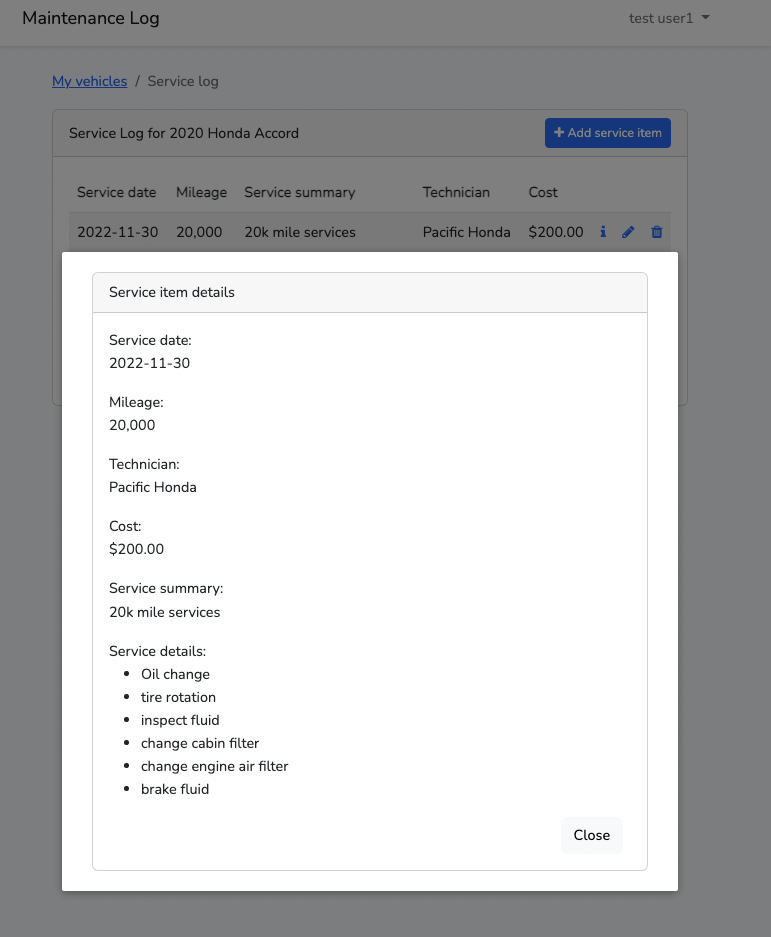 Maintenance Log
test user1
My vehicles / Service log
Service Log for 2020 Honda Accord
Add service item
Service date Mileage Service summary Technician Cost
2022-11-30 20,000 20k mile services Pacific Honda $200.00
Service item details
Service date:
2022-11-30
Mileage:
20,000
Technician:
Pacific Honda
Cost:
$200.00
Service summary:
20k mile services
Service details:
• Oil change
• tire rotation
• inspect fluid
• change cabin filter
• change engine air filter
• brake fluid
Close